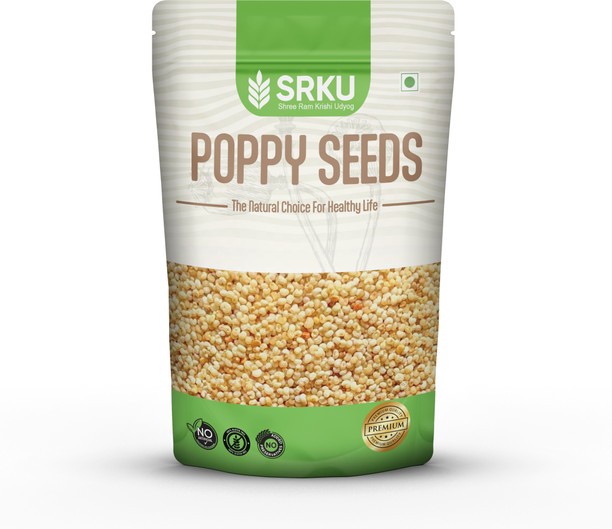 SRKU
Shree Ram Krishi Udyog
POPPY SEEDS
The Natural Choice For Healthy Life
NO
NO
PREMIUM